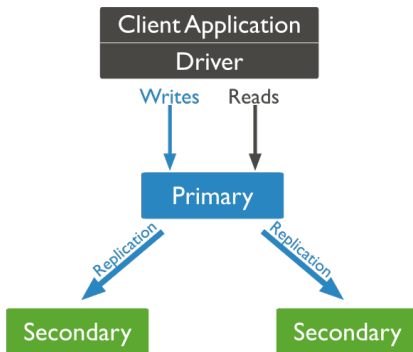 Client Application
Driver
Writes Reads
Primary
Replication Replication
Secondary Secondary